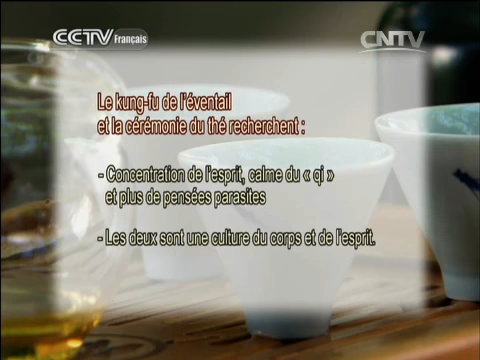 CCTV Français
CNTV
Le kung-fu de l'éventail
et la cérémonie du thé recherchent :
- Concentration de l'esprit, calme du « qi »
et plus de pensées parasites
- Les deux sont une culture du corps et de l'esprit.